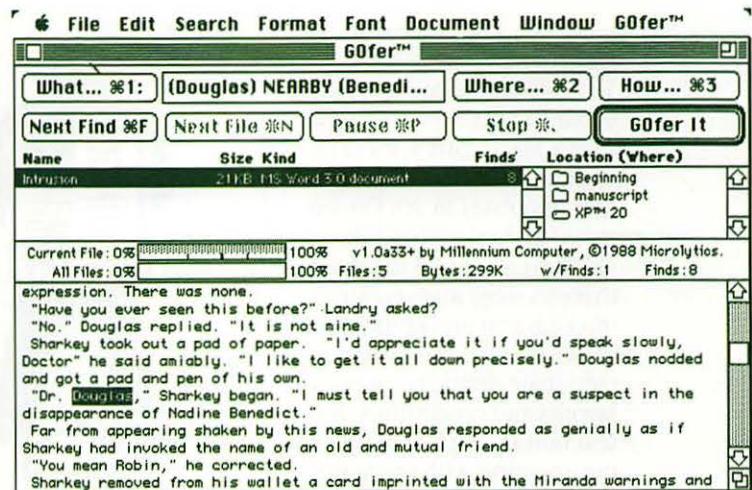 File Edit Search Format Font Document Window GOfer™
GOfer™
What... ⌘1: (Douglas) NEARBY (Benedi... Where... ⌘2 How... ⌘3
Next Find ⌘F Next File ⌘N Pause ⌘P Stop ⌘. GOfer It
Name Size Kind Finds Location (Where)
Intrusion 21KB MS Word 3.0 document 8 Beginning
manuscript
XP™ 20
Current File: 0% 100% v1.0a33+ by Millennium Computer, ©1988 Microlytics.
All Files: 0% 100% Files:5 Bytes:299K w/Finds:1 Finds:8
expression. There was none.
"Have you ever seen this before?" Landry asked?
"No." Douglas replied. "It is not mine."
Sharkey took out a pad of paper. "I'd appreciate it if you'd speak slowly,
Doctor" he said amiably. "I like to get it all down precisely." Douglas nodded
and got a pad and pen of his own.
"Dr. Douglas," Sharkey began. "I must tell you that you are a suspect in the
disappearance of Nadine Benedict."
Far from appearing shaken by this news, Douglas responded as genially as if
Sharkey had invoked the name of an old and mutual friend.
"You mean Robin," he corrected.
Sharkey removed from his wallet a card imprinted with the Miranda warnings and